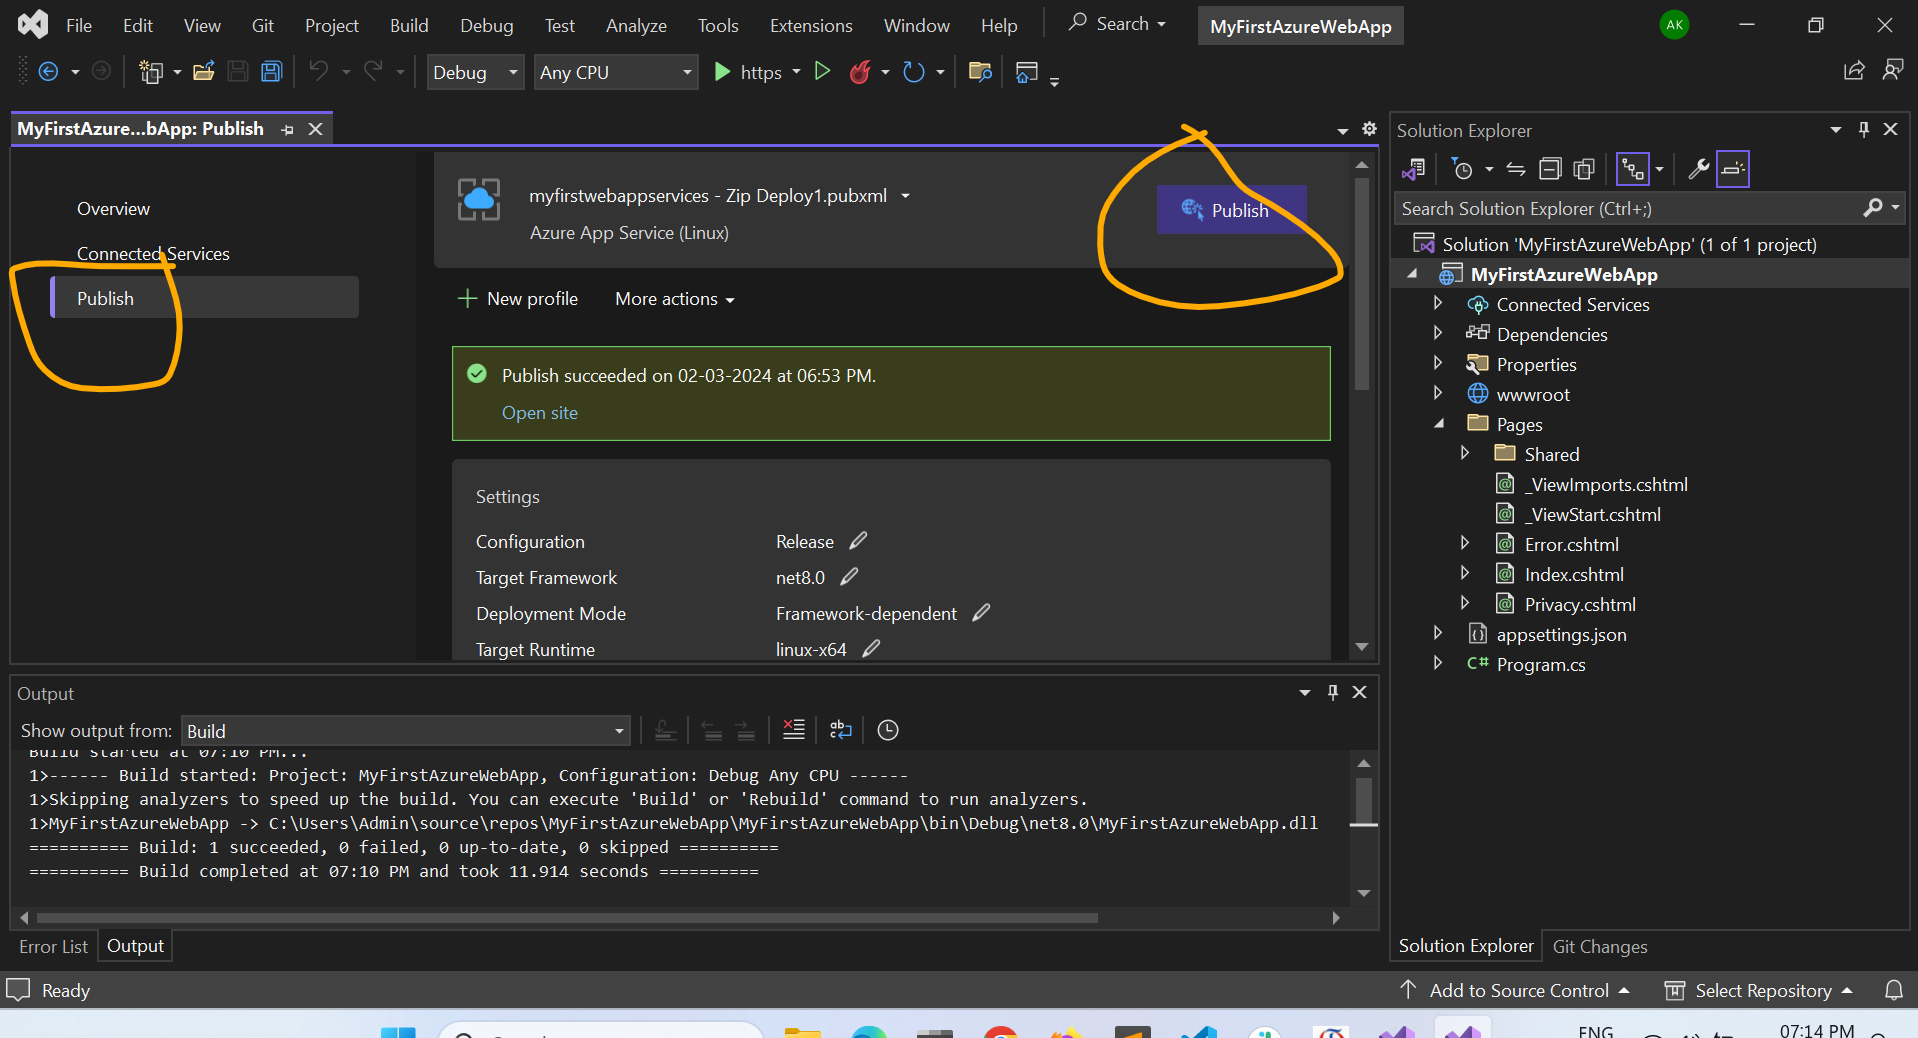 File Edit View Git Project Build Debug Test Analyze Tools Extensions Window Help Search MyFirstAzureWebApp AK
Debug Any CPU https
MyFirstAzure...bApp: Publish
Overview
Connected Services
Publish
myfirstwebappservices - Zip Deploy1.pubxml
Azure App Service (Linux)
Publish
New profile More actions
Publish succeeded on 02-03-2024 at 06:53 PM.
Open site
Settings
Configuration Release
Target Framework net8.0
Deployment Mode Framework-dependent
Target Runtime linux-x64
Output
Show output from: Build
Build started at 07:10 PM...
1>------ Build started: Project: MyFirstAzureWebApp, Configuration: Debug Any CPU ------
1>Skipping analyzers to speed up the build. You can execute 'Build' or 'Rebuild' command to run analyzers.
1>MyFirstAzureWebApp -> C:\Users\Admin\source\repos\MyFirstAzureWebApp\MyFirstAzureWebApp\bin\Debug\net8.0\MyFirstAzureWebApp.dll
========== Build: 1 succeeded, 0 failed, 0 up-to-date, 0 skipped ==========
========== Build completed at 07:10 PM and took 11.914 seconds ==========
Error List Output
Solution Explorer
Search Solution Explorer (Ctrl+;)
Solution 'MyFirstAzureWebApp' (1 of 1 project)
MyFirstAzureWebApp
Connected Services
Dependencies
Properties
wwwroot
Pages
Shared
_ViewImports.cshtml
_ViewStart.cshtml
Error.cshtml
Index.cshtml
Privacy.cshtml
appsettings.json
C# Program.cs
Solution Explorer Git Changes
Ready Add to Source Control Select Repository
ENG 07:14 PM